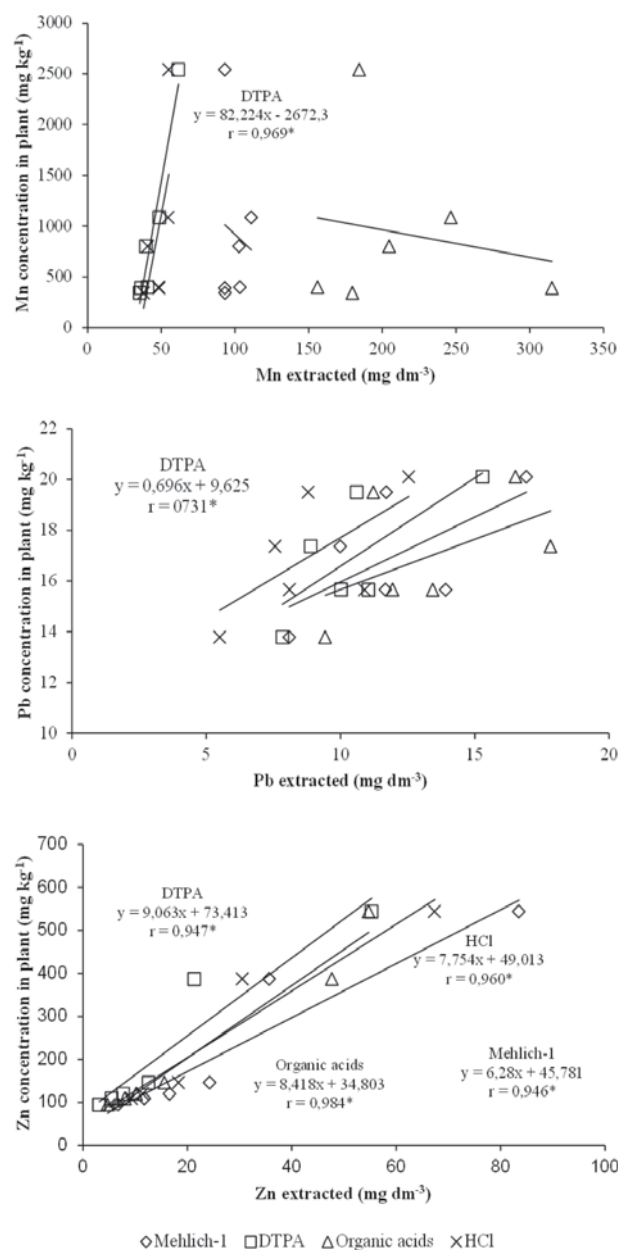 3000
2500
2000
1500
1000
500
0
Mn concentration in plant (mg kg⁻¹)
DTPA
y = 82,224x - 2672,3
r = 0,969*
0 50 100 150 200 250 300 350
Mn extracted (mg dm⁻³)
22
20
18
16
14
12
10
Pb concentration in plant (mg kg⁻¹)
DTPA
y = 0,696x + 9,625
r = 0731*
0 5 10 15 20
Pb extracted (mg dm⁻³)
700
600
500
400
300
200
100
0
Zn concentration in plant (mg kg⁻¹)
DTPA
y = 9,063x + 73,413
r = 0,947*
HCl
y = 7,754x + 49,013
r = 0,960*
Organic acids
y = 8,418x + 34,803
r = 0,984*
Mehlich-1
y = 6,28x + 45,781
r = 0,946*
0 20 40 60 80 100
Zn extracted (mg dm⁻³)
◇Mehlich-1 □DTPA △Organic acids ×HCl